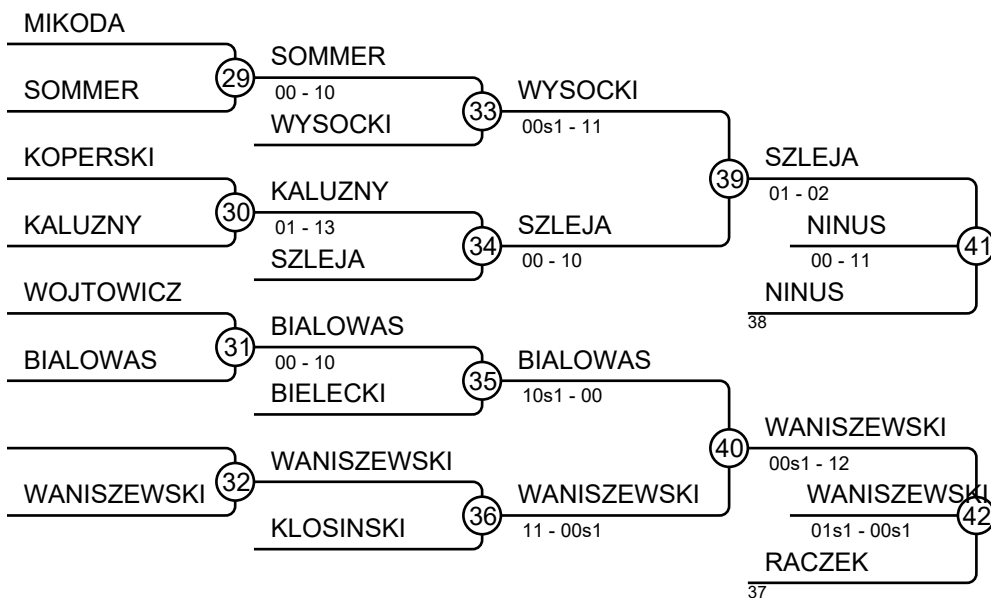 MIKODA
SOMMER
29
SOMMER
00 - 10
WYSOCKI
33
WYSOCKI
00s1 - 11
KOPERSKI
KALUZNY
30
KALUZNY
01 - 13
SZLEJA
34
SZLEJA
00 - 10
39
SZLEJA
01 - 02
NINUS
00 - 11
41
NINUS
38
WOJTOWICZ
BIALOWAS
31
BIALOWAS
00 - 10
BIELECKI
35
BIALOWAS
10s1 - 00
WANISZEWSKI
32
WANISZEWSKI
KLOSINSKI
36
WANISZEWSKI
11 - 00s1
40
WANISZEWSKI
00s1 - 12
WANISZEWSKI
01s1 - 00s1
42
RACZEK
37